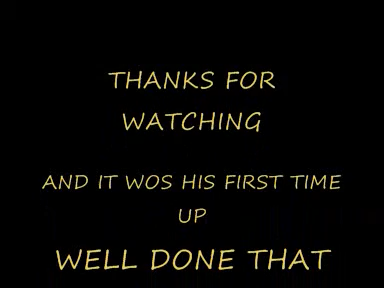 THANKS FOR
WATCHING
AND IT WOS HIS FIRST TIME
UP
WELL DONE THAT